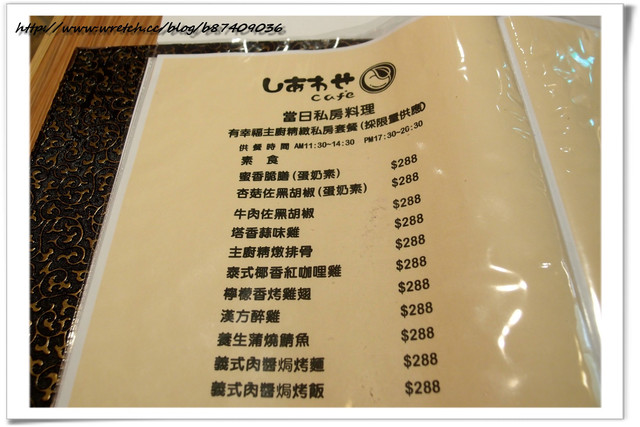 http://www.wretch.cc/blog/b87409036
しあわせ
cafe
當日私房料理
有幸福主廚精緻私房套餐(採限量供應)
供餐時間 AM11:30~14:30 PM17:30~20:30
素 食
蜜香脆膳(蛋奶素) $288
杏菇佐黑胡椒(蛋奶素) $288
牛肉佐黑胡椒 $288
塔香蒜味雞 $288
主廚精燉排骨 $288
泰式椰香紅咖哩雞 $288
檸檬香烤雞翅 $288
漢方醉雞 $288
養生蒲燒鯖魚 $288
義式肉醬焗烤麵 $288
義式肉醬焗烤飯 $288